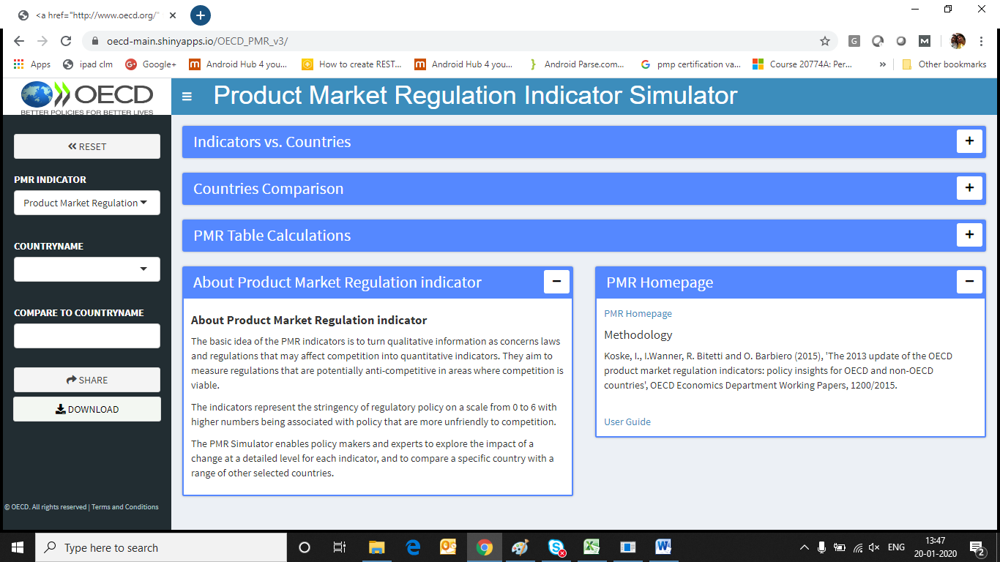 <a href="http://www.oecd.org/"
oecd-main.shinyapps.io/OECD_PMR_v3/
G
M
Apps
ipad clm
Google+
Android Hub 4 you...
How to create REST...
Android Hub 4 you...
Android Parse.com...
pmp certification va...
Course 20774A: Per...
»
Other bookmarks
OECD
BETTER POLICIES FOR BETTER LIVES
Product Market Regulation Indicator Simulator
RESET
PMR INDICATOR
Product Market Regulation
COUNTRYNAME
COMPARE TO COUNTRYNAME
SHARE
DOWNLOAD
© OECD. All rights reserved | Terms and Conditions
Indicators vs. Countries
Countries Comparison
PMR Table Calculations
About Product Market Regulation indicator
About Product Market Regulation indicator
The basic idea of the PMR indicators is to turn qualitative information as concerns laws
and regulations that may affect competition into quantitative indicators. They aim to
measure regulations that are potentially anti-competitive in areas where competition is
viable.
The indicators represent the stringency of regulatory policy on a scale from 0 to 6 with
higher numbers being associated with policy that are more unfriendly to competition.
The PMR Simulator enables policy makers and experts to explore the impact of a
change at a detailed level for each indicator, and to compare a specific country with a
range of other selected countries.
PMR Homepage
PMR Homepage
Methodology
Koske, I., I.Wanner, R. Bitetti and O. Barbiero (2015), 'The 2013 update of the OECD
product market regulation indicators: policy insights for OECD and non-OECD
countries', OECD Economics Department Working Papers, 1200/2015.
User Guide
Type here to search
ENG
13:47
20-01-2020
2